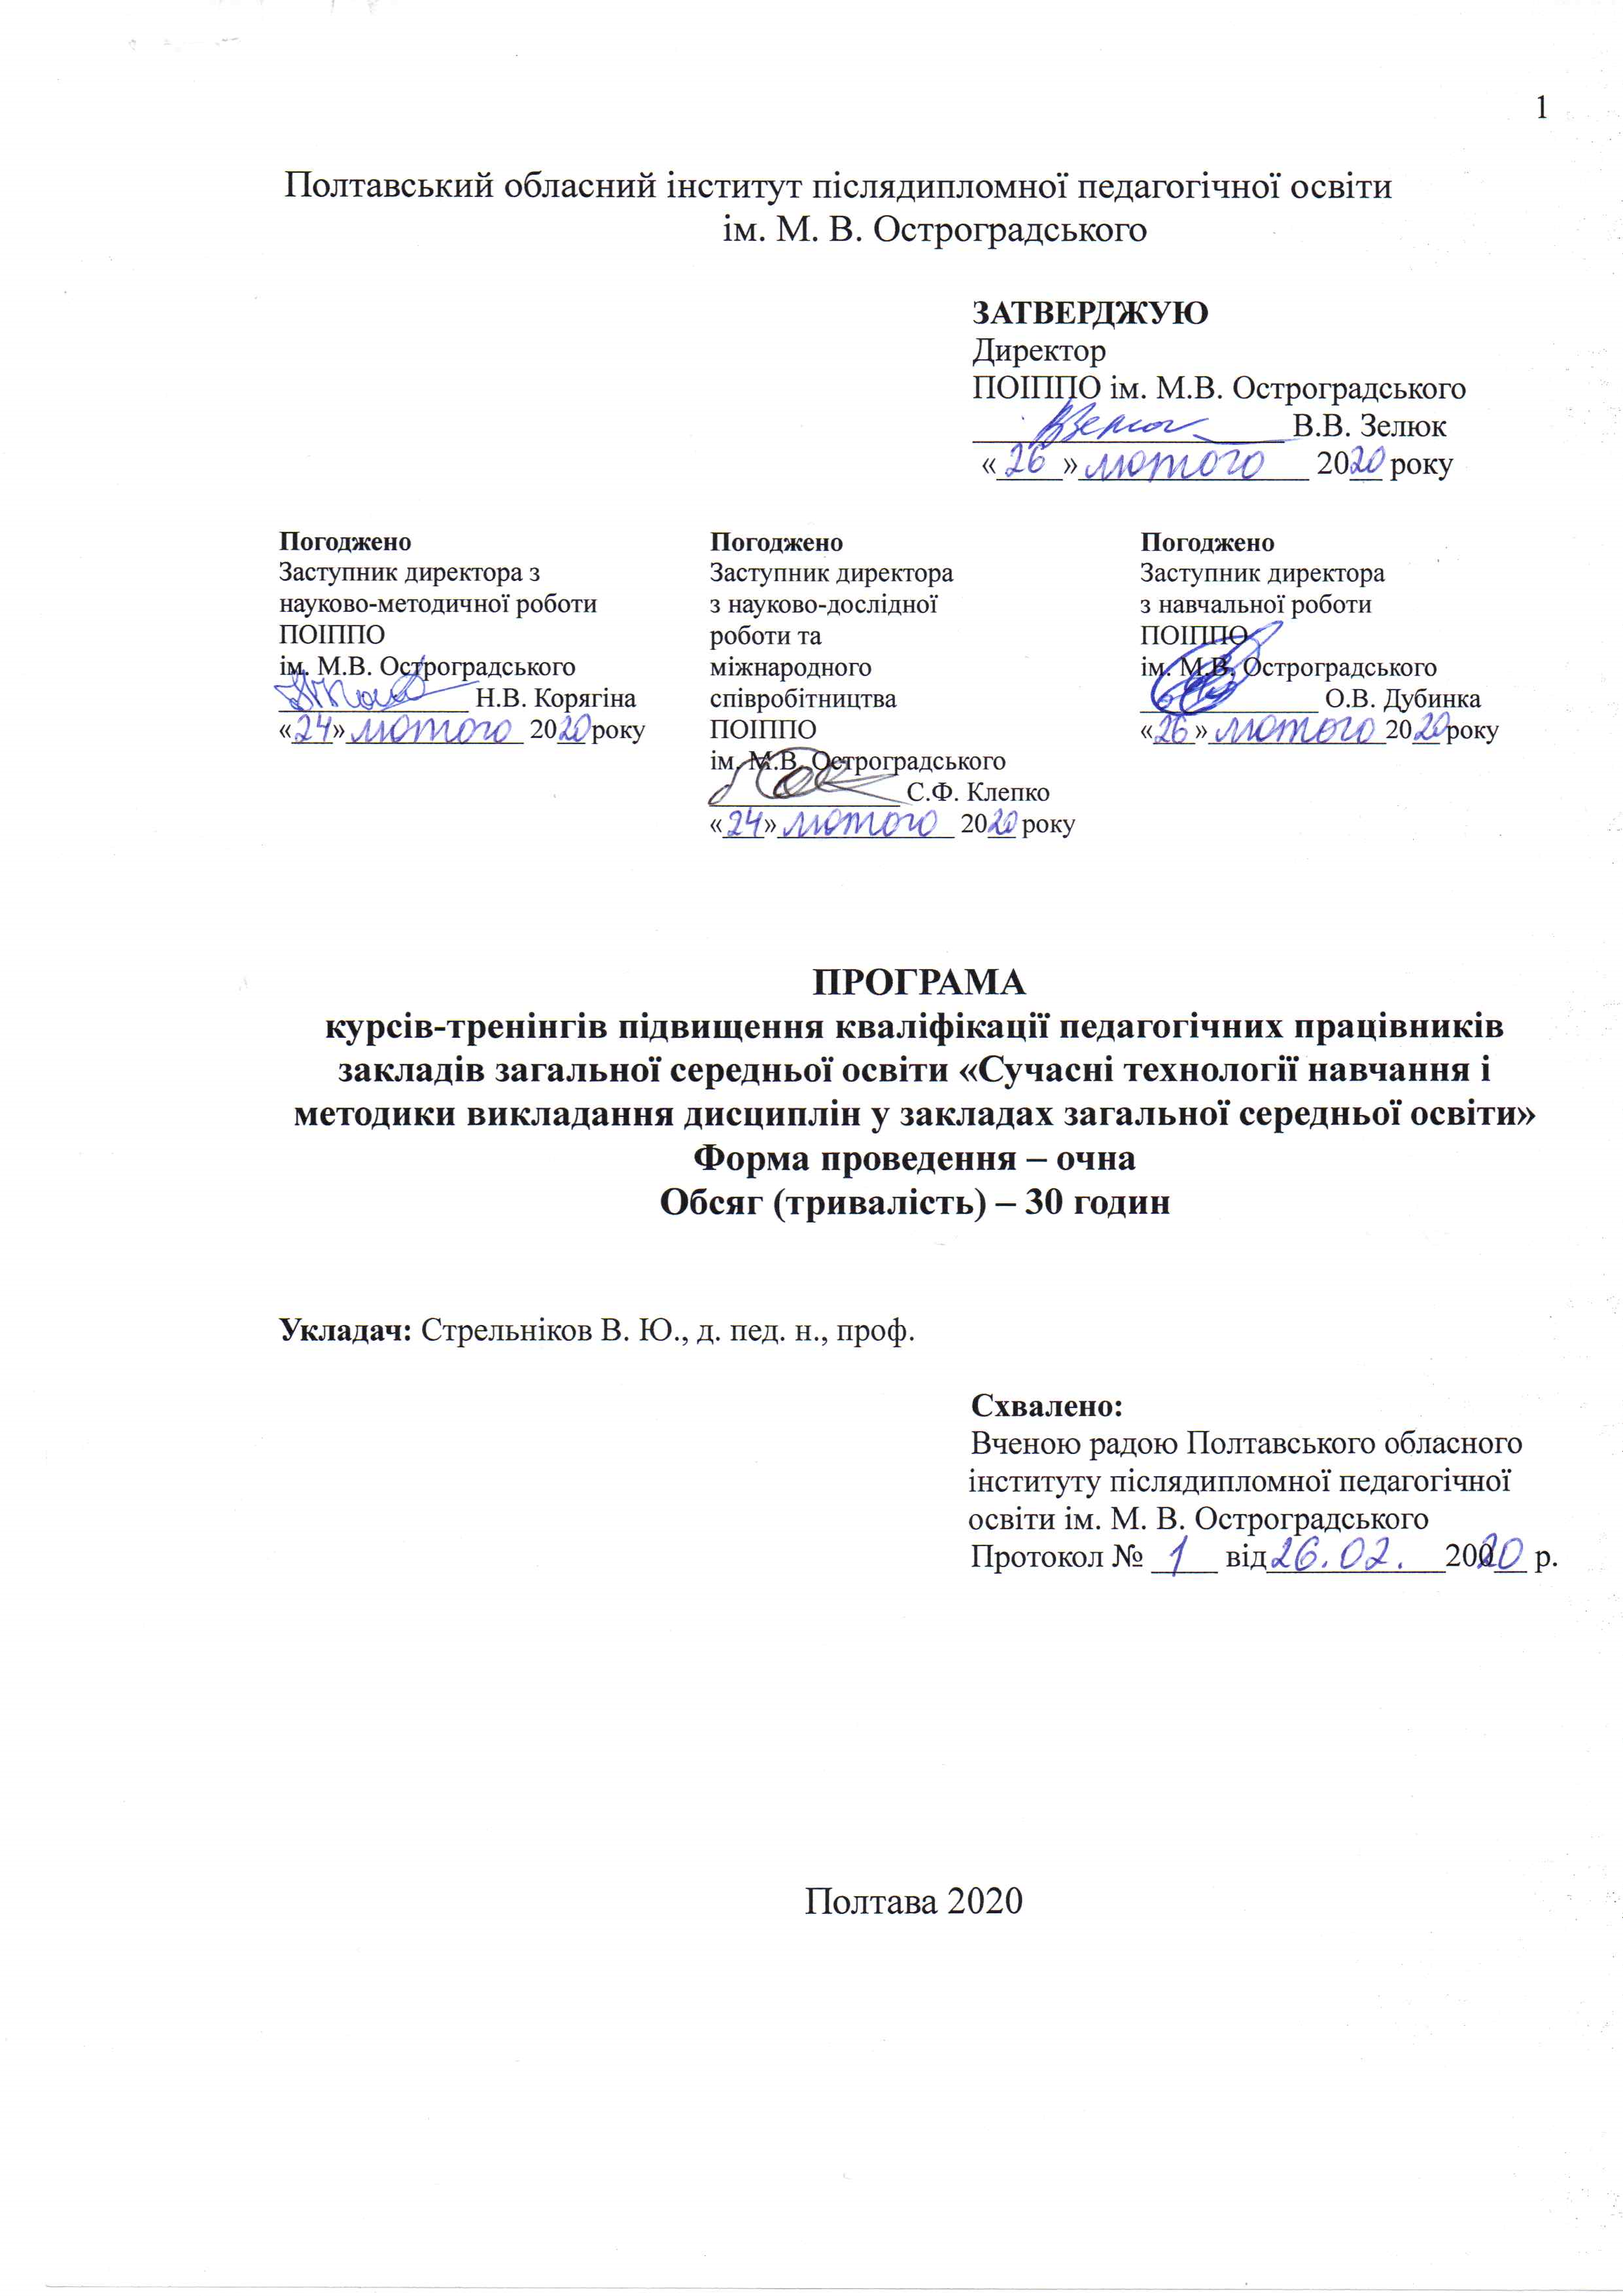 1
Полтавський обласний інститут післядипломної педагогічної освіти
ім. М. В. Остроградського
ЗАТВЕРДЖУЮ
Директор
ПОІППО ім. М.В. Остроградського
В.В. Зелюк
«26» лютого 2020 року
Погоджено
Заступник директора з
науково-методичної роботи
ПОІППО
ім. М.В. Остроградського
Н.В. Корягіна
«24» лютого 2020 року
Погоджено
Заступник директора
з науково-дослідної
роботи та
міжнародного
співробітництва
ПОІППО
ім. М.В. Остроградського
С.Ф. Клепко
«24» лютого 2020 року
Погоджено
Заступник директора
з навчальної роботи
ПОІППО
ім. М.В. Остроградського
О.В. Дубинка
«26» лютого 2020 року
ПРОГРАМА
курсів-тренінгів підвищення кваліфікації педагогічних працівників
закладів загальної середньої освіти «Сучасні технології навчання і
методики викладання дисциплін у закладах загальної середньої освіти»
Форма проведення – очна
Обсяг (тривалість) – 30 годин
Укладач: Стрельніков В. Ю., д. пед. н., проф.
Схвалено:
Вченою радою Полтавського обласного
інституту післядипломної педагогічної
освіти ім. М. В. Остроградського
Протокол № 1 від 26.02. 20020 р.
Полтава 2020